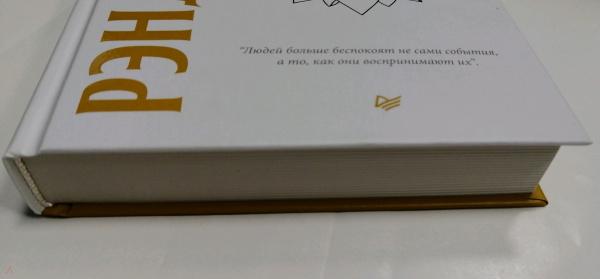 "Людей больше беспокоят не сами события,
а то, как они воспринимают их".